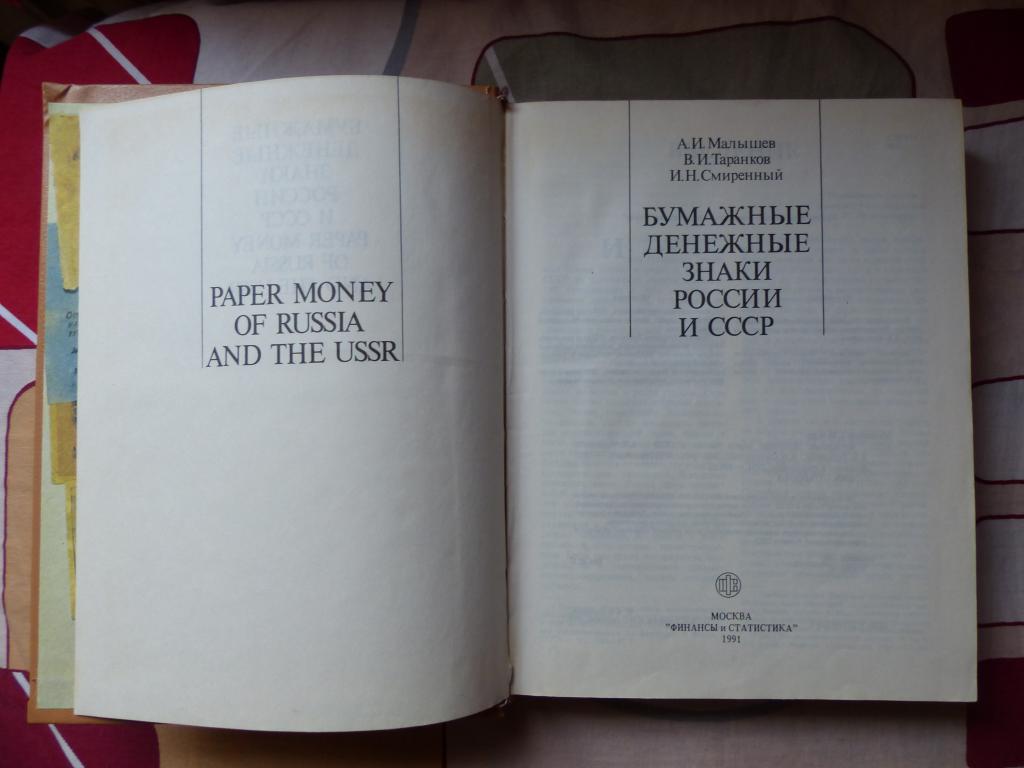 PAPER MONEY
OF RUSSIA
AND THE USSR
А.И. Малышев
В.И. Таранков
И.Н. Смиренный
БУМАЖНЫЕ
ДЕНЕЖНЫЕ
ЗНАКИ
РОССИИ
И СССР
МОСКВА
"ФИНАНСЫ и СТАТИСТИКА"
1991